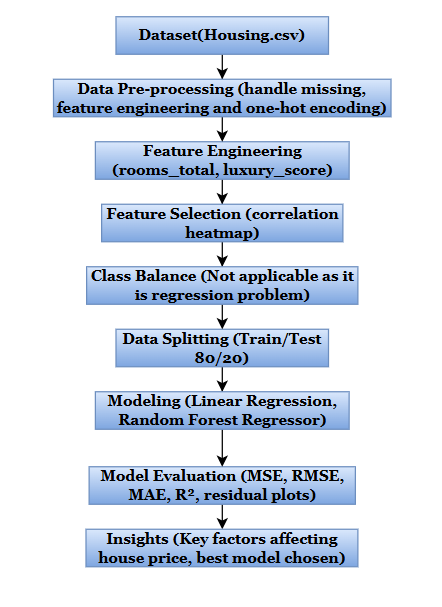 Dataset(Housing.csv)
Data Pre-processing (handle missing,
feature engineering and one-hot encoding)
Feature Engineering
(rooms_total, luxury_score)
Feature Selection (correlation
heatmap)
Class Balance (Not applicable as it
is regression problem)
Data Splitting (Train/Test
80/20)
Modeling (Linear Regression,
Random Forest Regressor)
Model Evaluation (MSE, RMSE,
MAE, R², residual plots)
Insights (Key factors affecting
house price, best model chosen)